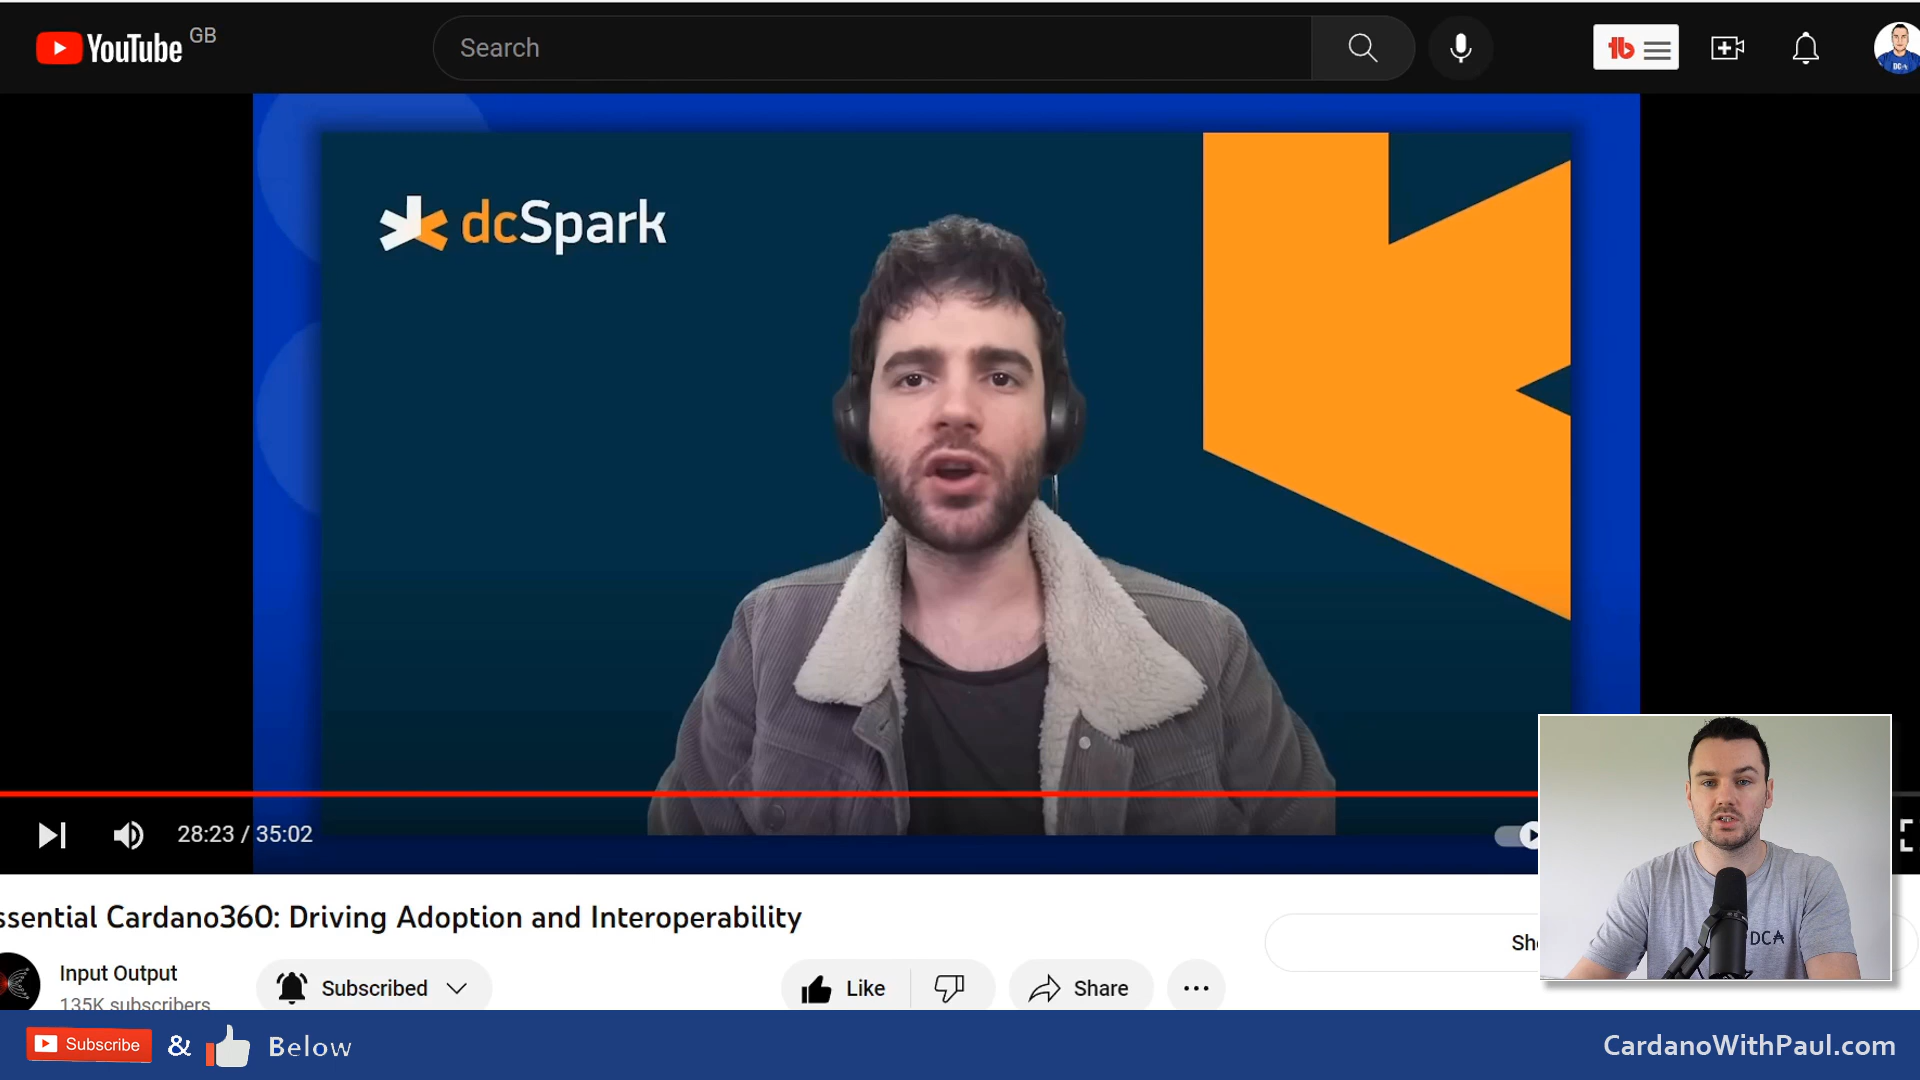 YouTube GB
Search
dcSpark
28:23 / 35:02
ssential Cardano360: Driving Adoption and Interoperability
Sh
Input Output
135K subscribers
Subscribed
Like
Share
DCA
Subscribe & Below
CardanoWithPaul.com